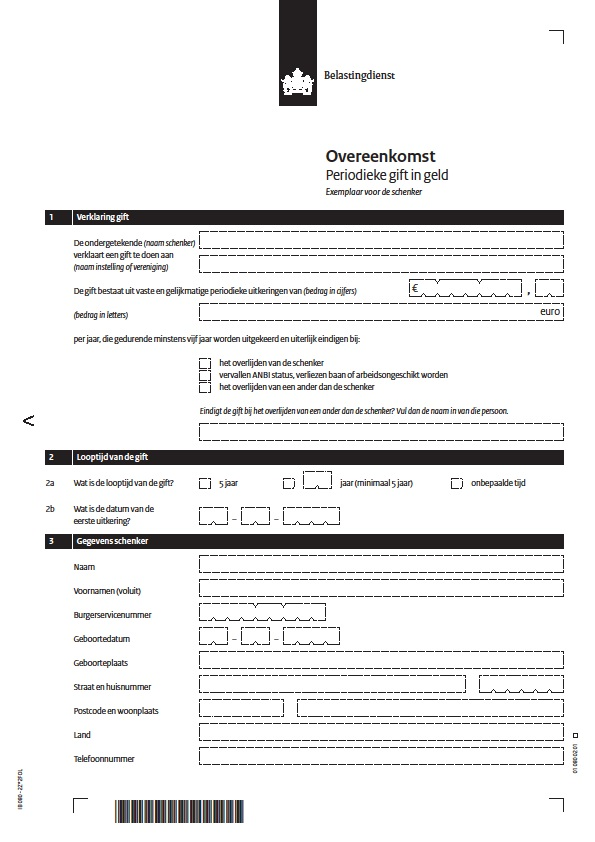 Belastingdienst
Overeenkomst
Periodieke gift in geld
Exemplaar voor de schenker
1 Verklaring gift
De ondergetekende (naam schenker)
verklaart een gift te doen aan
(naam instelling of vereniging)
De gift bestaat uit vaste en gelijkmatige periodieke uitkeringen van (bedrag in cijfers) € ,
(bedrag in letters) euro
per jaar, die gedurende minstens vijf jaar worden uitgekeerd en uiterlijk eindigen bij:
het overlijden van de schenker
vervallen ANBI status, verliezen baan of arbeidsongeschikt worden
het overlijden van een ander dan de schenker
Eindigt de gift bij het overlijden van een ander dan de schenker? Vul dan de naam in van die persoon.
<
2 Looptijd van de gift
2a Wat is de looptijd van de gift? 5 jaar jaar (minimaal 5 jaar) onbepaalde tijd
2b Wat is de datum van de
eerste uitkering? – –
3 Gegevens schenker
Naam
Voornamen (voluit)
Burgerservicenummer
Geboortedatum – –
Geboorteplaats
Straat en huisnummer
Postcode en woonplaats
Land
Telefoonnummer
01 080 02 01